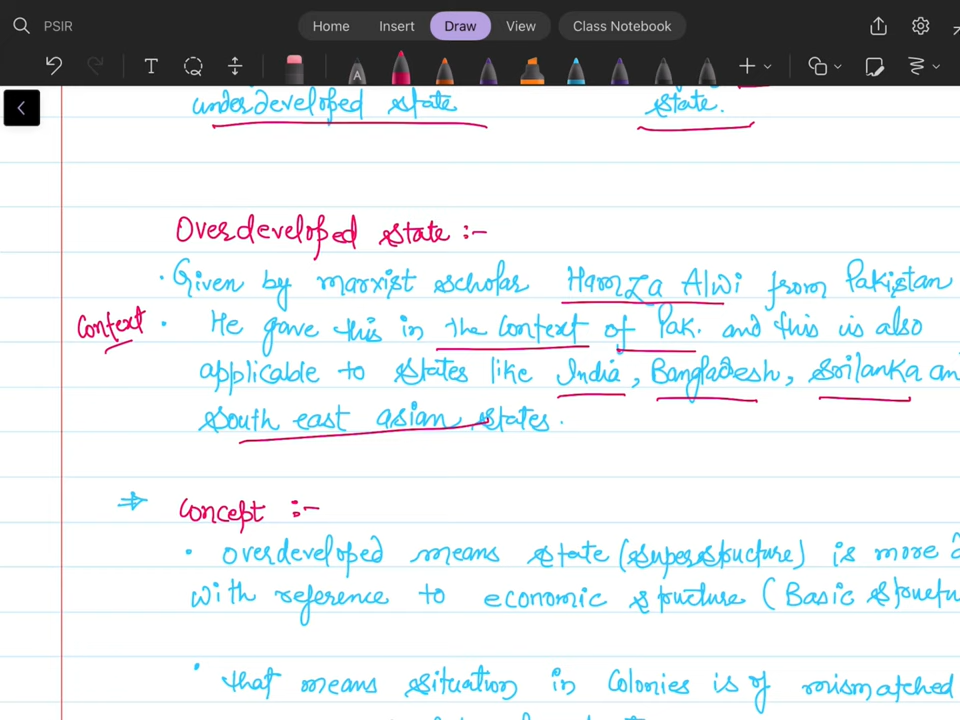 PSIR
Home Insert Draw View Class Notebook
T A
underdeveloped state state.
Overdeveloped state :-
· Given by marxist scholar Hamza Alwi from Pakistan
Context · He gave this in the context of Pak. and this is also
applicable to states like India, Bangladesh, Srilanka an
South east asian states.
⇒ Concept :-
· overdeveloped means state (superstructure) is more
with reference to economic structure (Basic structu
· that means situation in Colonies is of mismatched